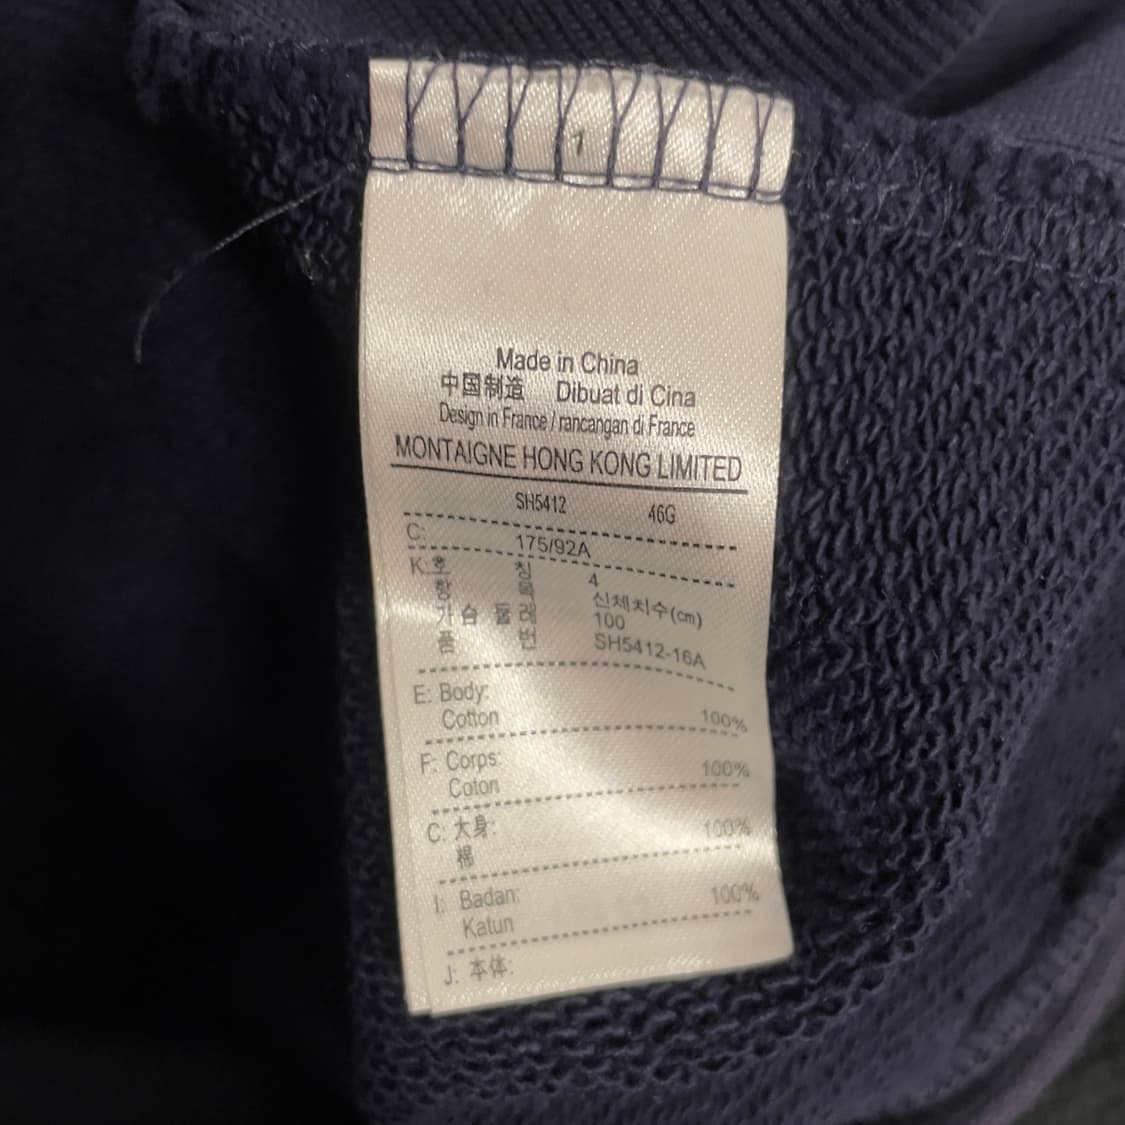 1
Made in China
中国制造 Dibuat di Cina
Design in France / rancangan di France
MONTAIGNE HONG KONG LIMITED
SH5412 46G
C: 175/92A
K:호 칭 4
항 목 신체치수(cm)
가슴 둘레 100
품 번 SH5412-16A
E: Body:
Cotton 100%
F: Corps:
Coton 100%
C: 大身:
棉 100%
I: Badan:
Katun 100%
J: 本体: